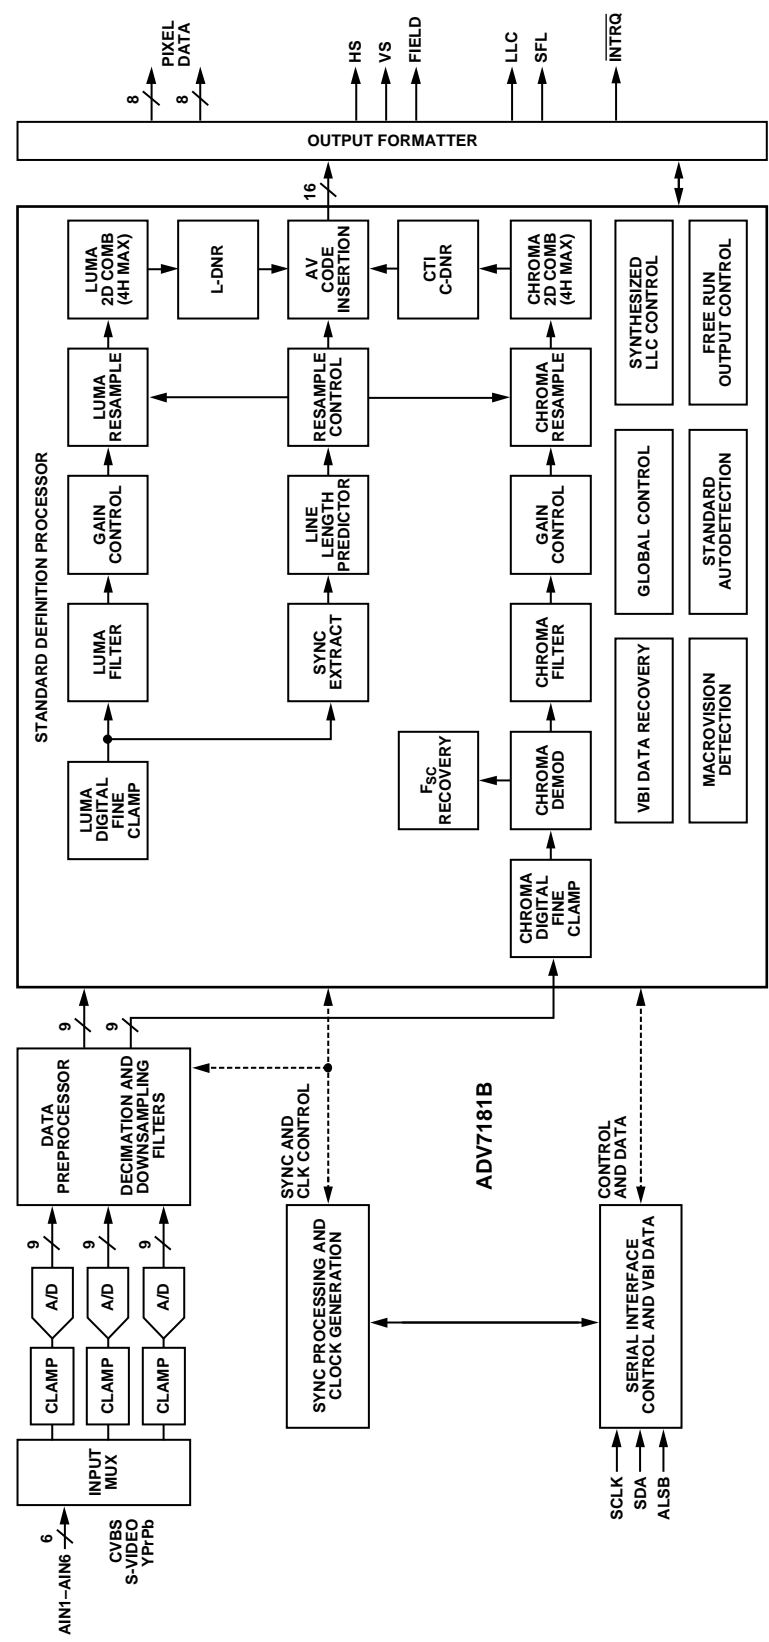 AIN1–AIN6
6
CVBS
S-VIDEO
YPrPb
INPUT
MUX
CLAMP
A/D
9
CLAMP
A/D
9
CLAMP
A/D
9
DATA
PREPROCESSOR
DECIMATION AND
DOWNSAMPLING
FILTERS
9
9
SYNC PROCESSING AND
CLOCK GENERATION
SYNC AND
CLK CONTROL
ADV7181B
SCLK
SDA
ALSB
SERIAL INTERFACE
CONTROL AND VBI DATA
CONTROL
AND DATA
STANDARD DEFINITION PROCESSOR
LUMA
DIGITAL
FINE
CLAMP
LUMA
FILTER
GAIN
CONTROL
LUMA
RESAMPLE
LUMA
2D COMB
(4H MAX)
L-DNR
SYNC
EXTRACT
LINE
LENGTH
PREDICTOR
RESAMPLE
CONTROL
AV
CODE
INSERTION
16
FSC
RECOVERY
CTI
C-DNR
CHROMA
DIGITAL
FINE
CLAMP
CHROMA
DEMOD
CHROMA
FILTER
GAIN
CONTROL
CHROMA
RESAMPLE
CHROMA
2D COMB
(4H MAX)
VBI DATA RECOVERY
GLOBAL CONTROL
SYNTHESIZED
LLC CONTROL
MACROVISION
DETECTION
STANDARD
AUTODETECTION
FREE RUN
OUTPUT CONTROL
OUTPUT FORMATTER
8
PIXEL
DATA
8
HS
VS
FIELD
LLC
SFL
INTRQ